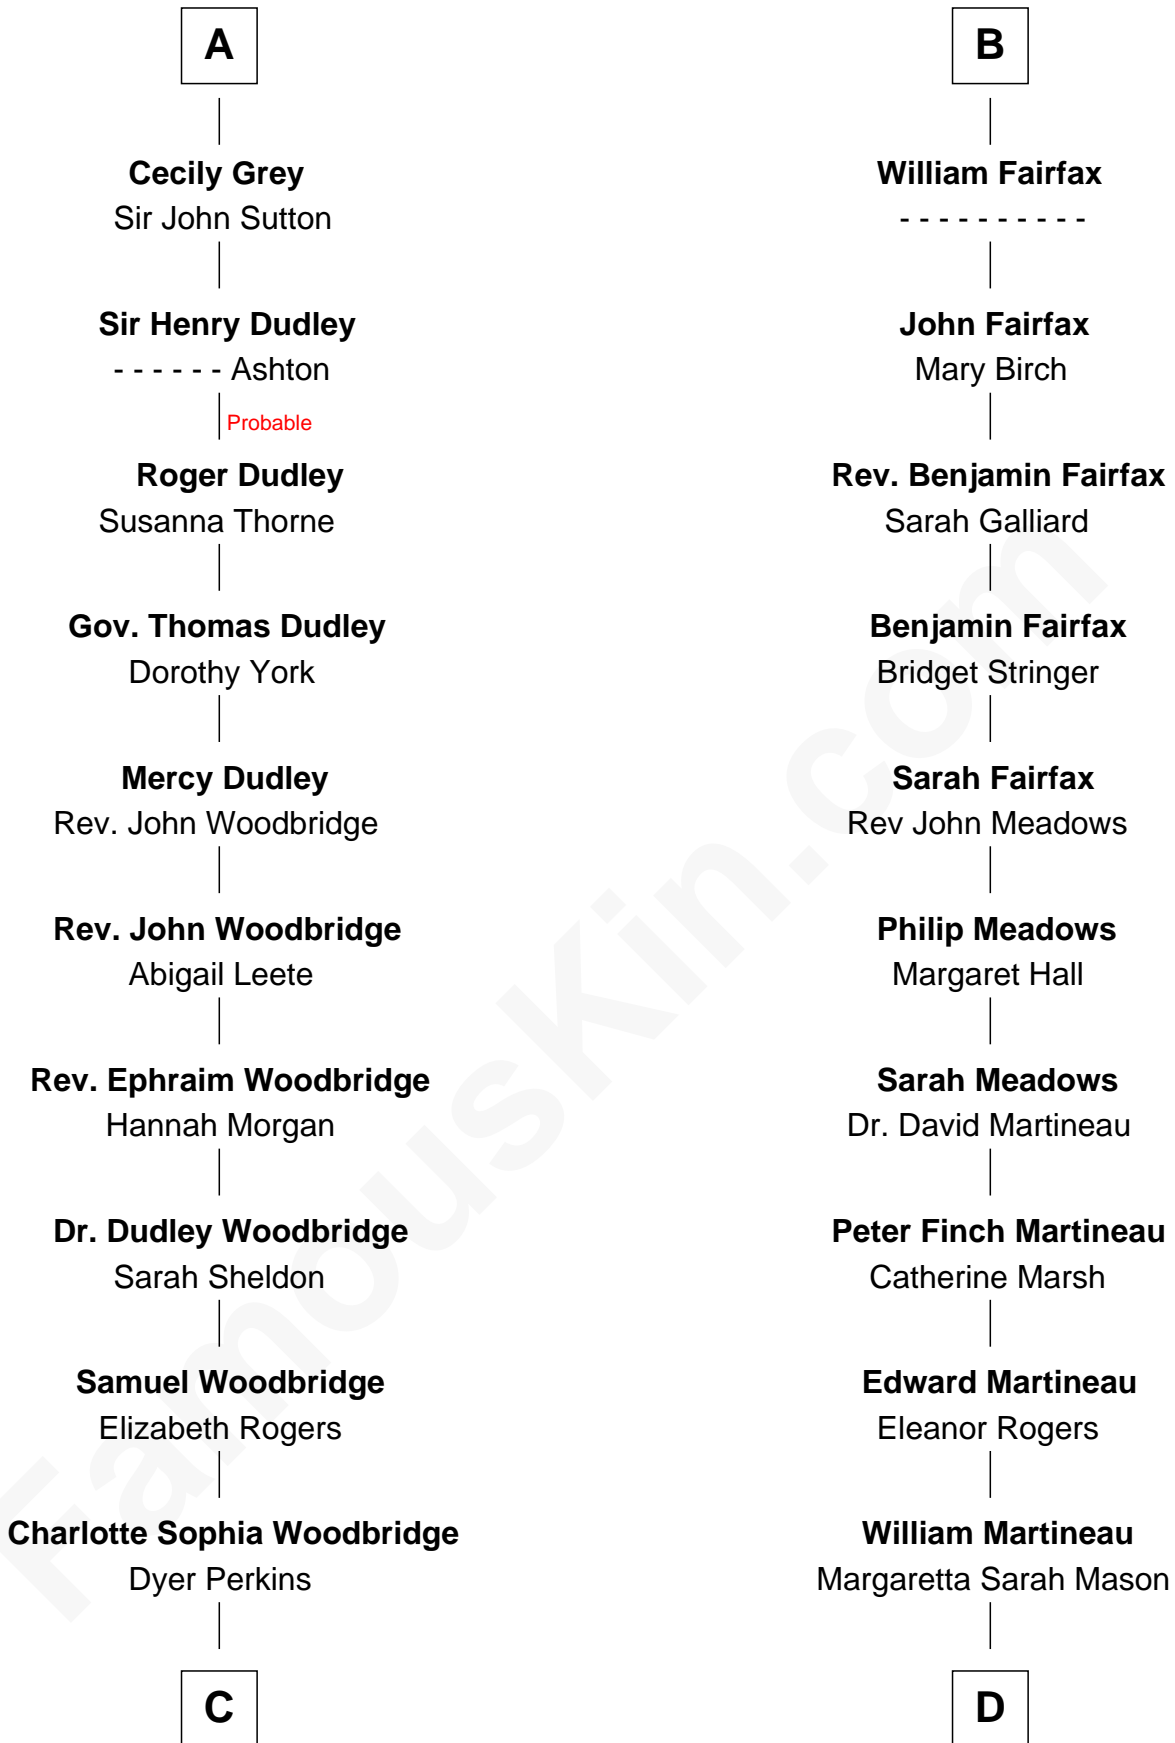 A
Cecily Grey
Sir John Sutton
Sir Henry Dudley
- - - - - - Ashton
Probable
Roger Dudley
Susanna Thorne
Gov. Thomas Dudley
Dorothy York
Mercy Dudley
Rev. John Woodbridge
Rev. John Woodbridge
Abigail Leete
Rev. Ephraim Woodbridge
Hannah Morgan
Dr. Dudley Woodbridge
Sarah Sheldon
Samuel Woodbridge
Elizabeth Rogers
Charlotte Sophia Woodbridge
Dyer Perkins
C
B
William Fairfax
- - - - - - - - - -
John Fairfax
Mary Birch
Rev. Benjamin Fairfax
Sarah Galliard
Benjamin Fairfax
Bridget Stringer
Sarah Fairfax
Rev John Meadows
Philip Meadows
Margaret Hall
Sarah Meadows
Dr. David Martineau
Peter Finch Martineau
Catherine Marsh
Edward Martineau
Eleanor Rogers
William Martineau
Margaretta Sarah Mason
D
FamousKin.com